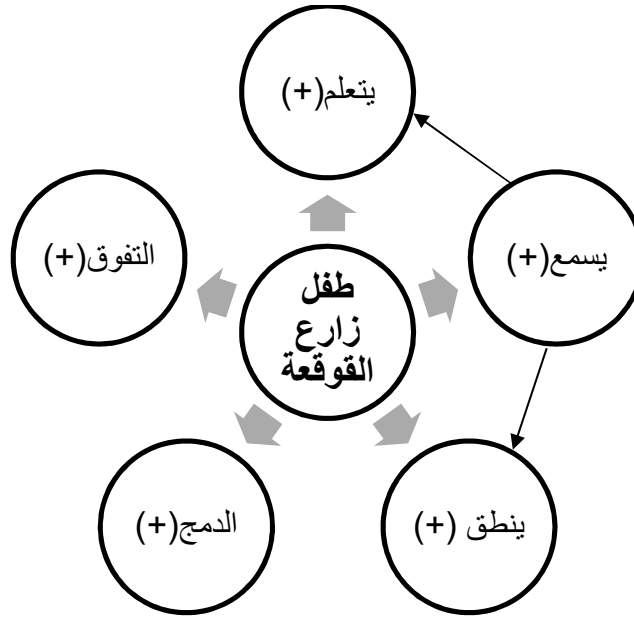 يتعلم(+)
يسمع(+)
التفوق(+)
طفل
زارع
القوقعة
ينطق (+)
الدمج(+)